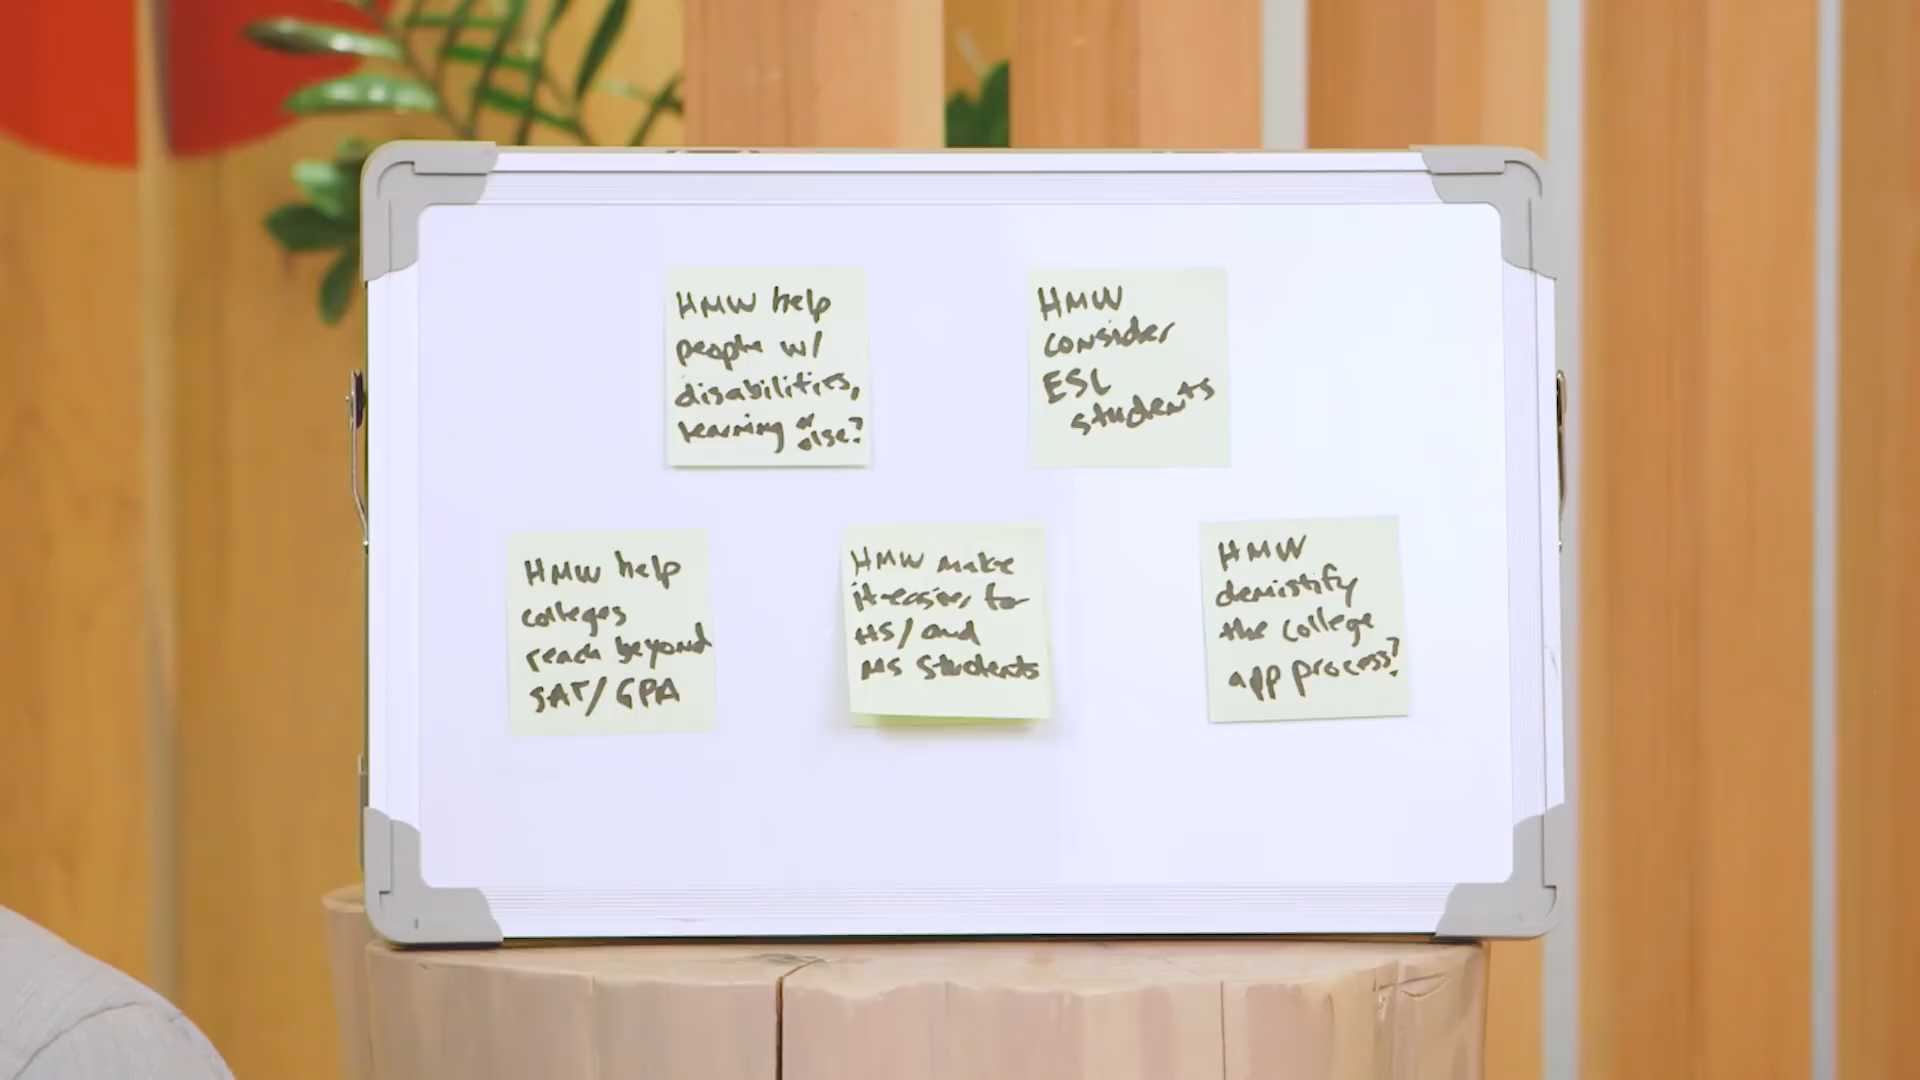 HMW help
people w/
disabilities,
learning or
else?
HMW
consider
ESL
students
HMW help
colleges
reach beyond
SAT/GPA
HMW make
it easier for
HS/and
MS students
HMW
demistify
the college
app process?